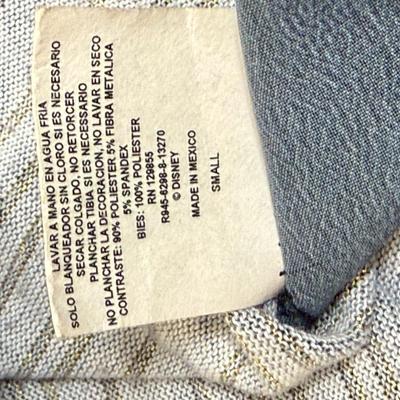 LAVAR A MANO EN AGUA FRIA
SOLO BLANQUEADOR SIN CLORO SI ES NECESARIO
SECAR COLGADO, NO RETORCER
PLANCHAR TIBIA SI ES NECESSARIO
NO PLANCHAR LA DECORACION, NO LAVAR EN SECO
CONTRASTE: 90% POLIESTER 5% FIBRA METALICA
5% SPANDEX
BIES: 100% POLIESTER
RN 129855
R945-6298-8-13270
© DISNEY
MADE IN MEXICO
SMALL